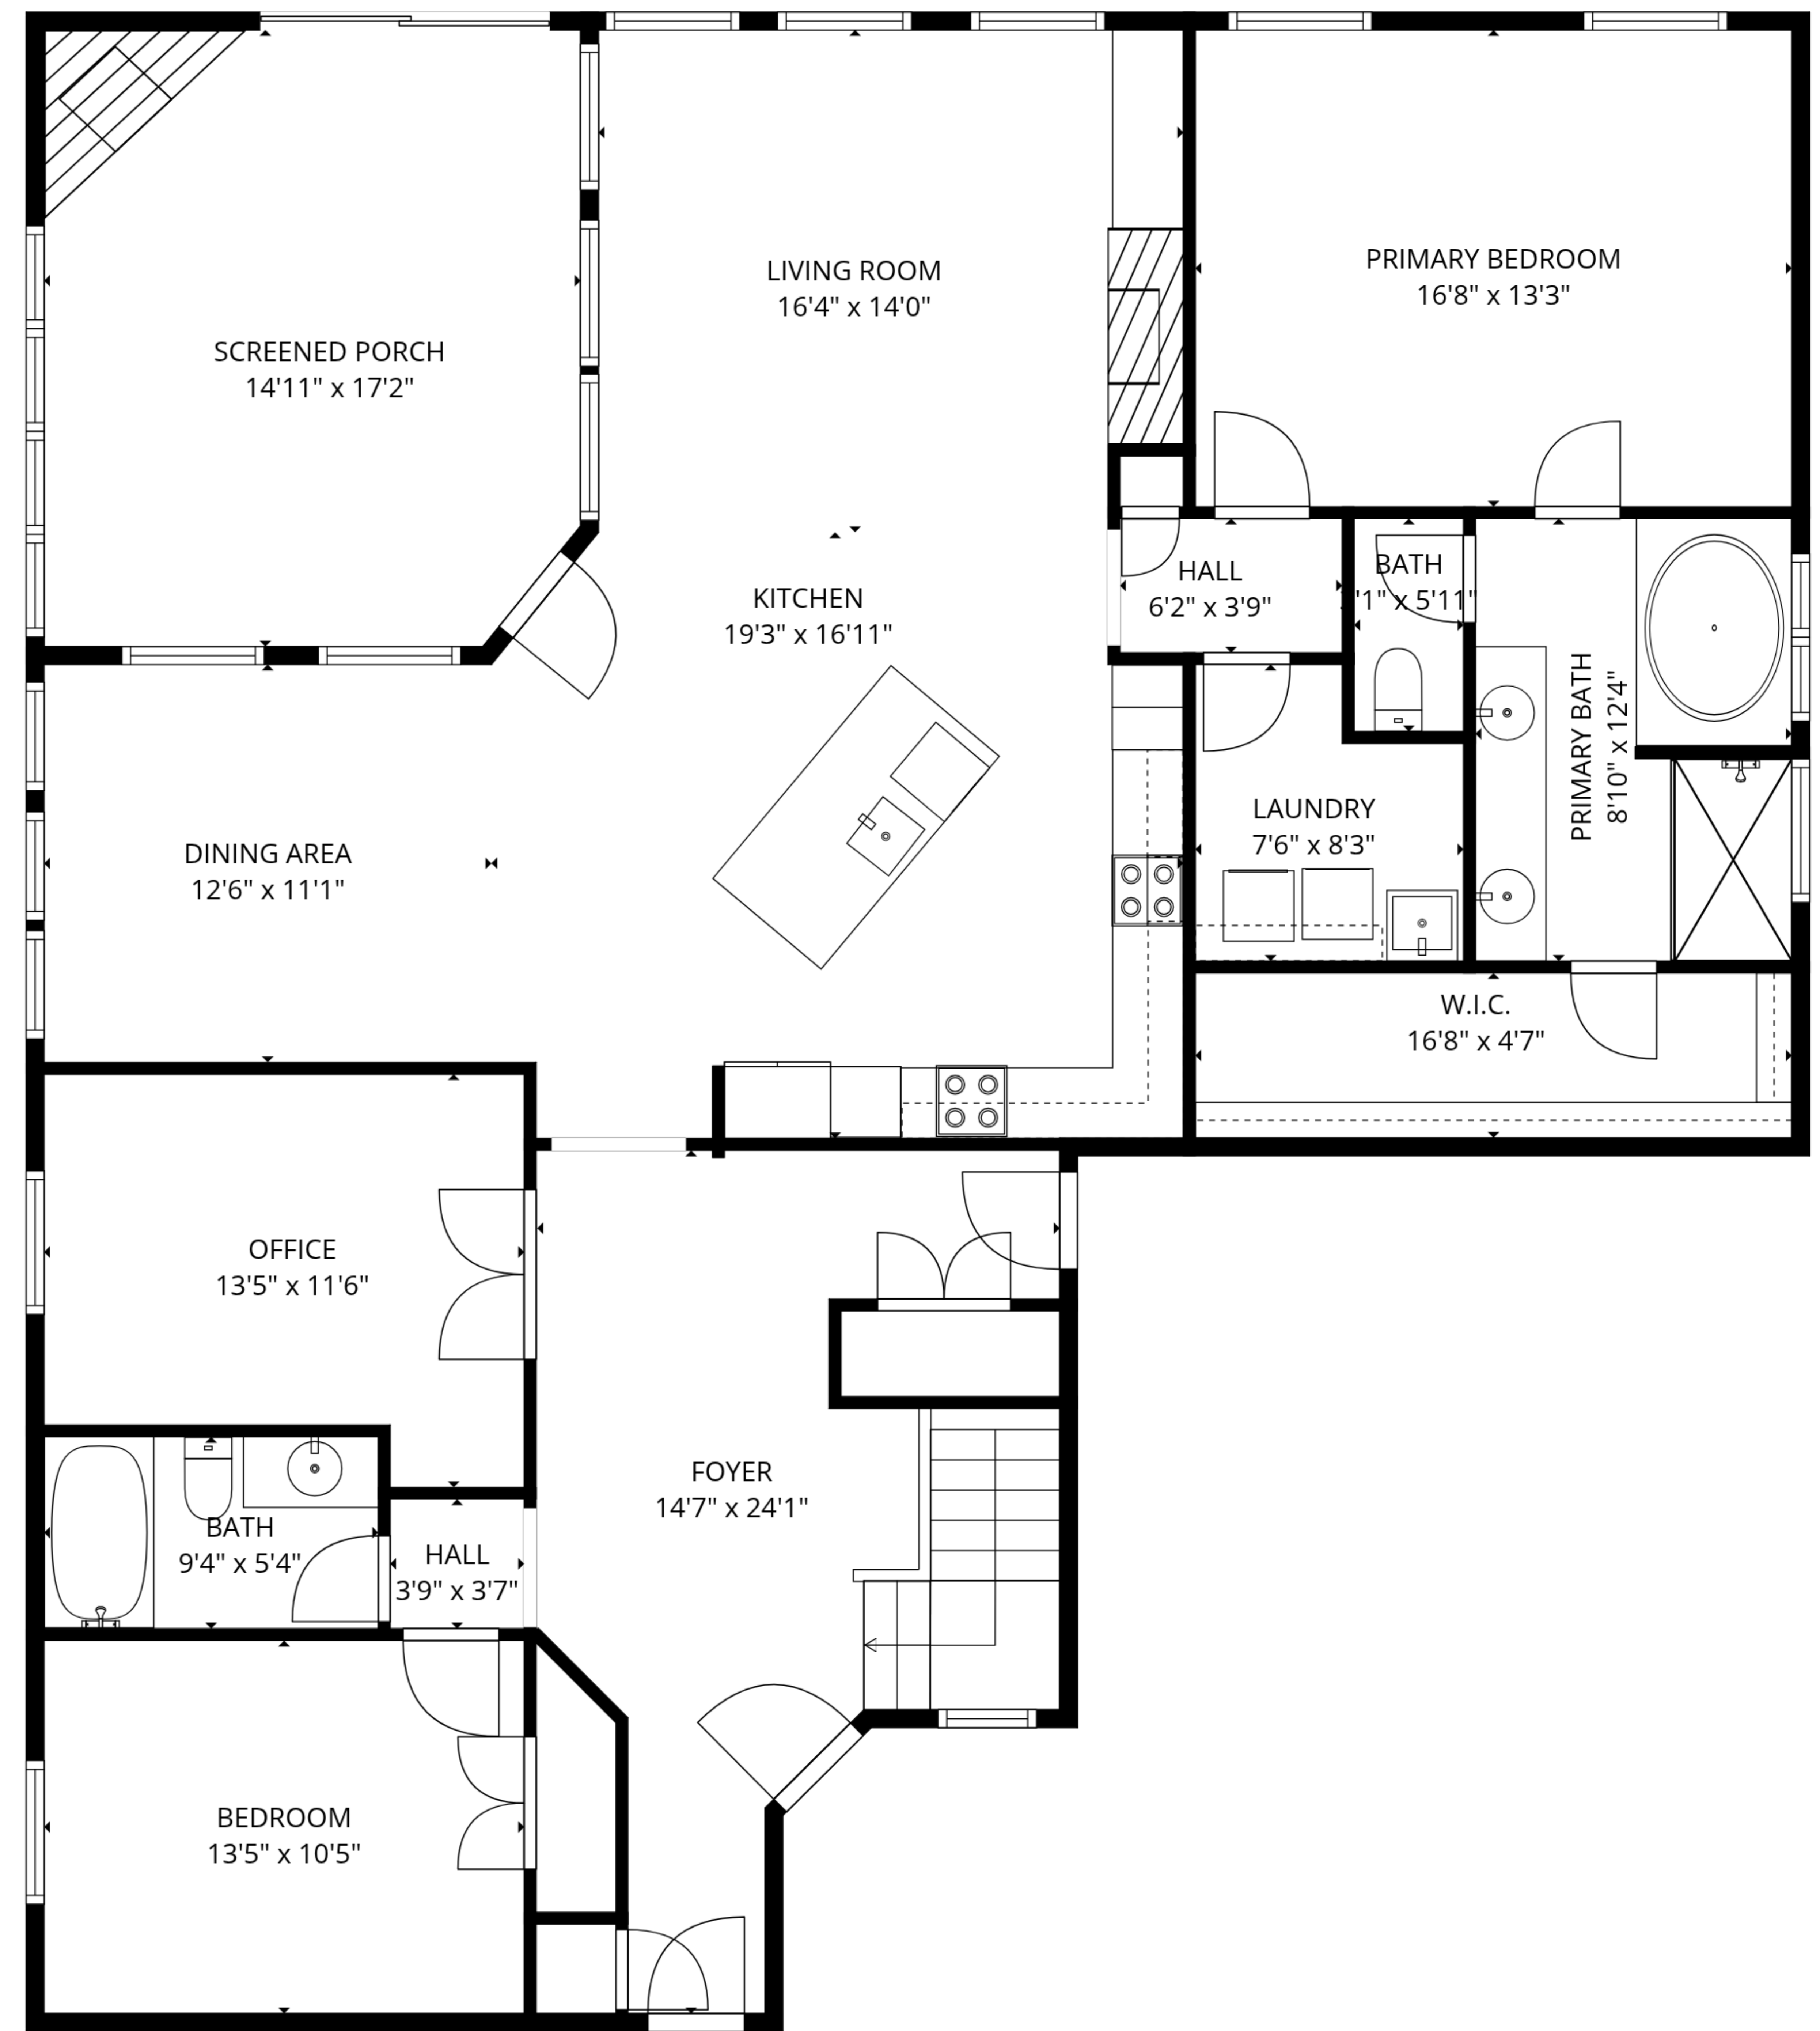 PRIMARY BEDROOM
16'8" x 13'3"
LIVING ROOM
16'4" x 14'0"
SCREENED PORCH
14'11" x 17'2"
KITCHEN
19'3" x 16'11"
HALL
6'2" x 3'9"
BATH
'1" x 5'11"
PRIMARY BATH
8'10" x 12'4"
LAUNDRY
7'6" x 8'3"
DINING AREA
12'6" x 11'1"
W.I.C.
16'8" x 4'7"
OFFICE
13'5" x 11'6"
FOYER
14'7" x 24'1"
BATH
9'4" x 5'4"
HALL
3'9" x 3'7"
BEDROOM
13'5" x 10'5"